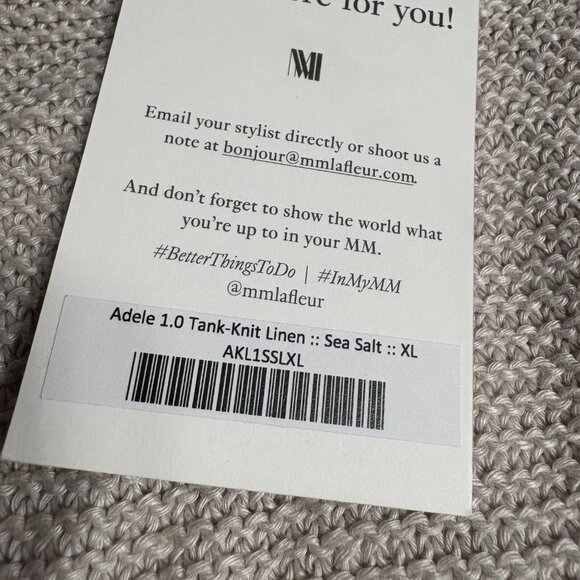 for you!
MM
Email your stylist directly or shoot us a
note at bonjour@mmlafleur.com.
And don't forget to show the world what
you're up to in your MM.
#BetterThingsToDo | #InMyMM
@mmlafleur
Adele 1.0 Tank-Knit Linen :: Sea Salt :: XL
AKL1SSLXL